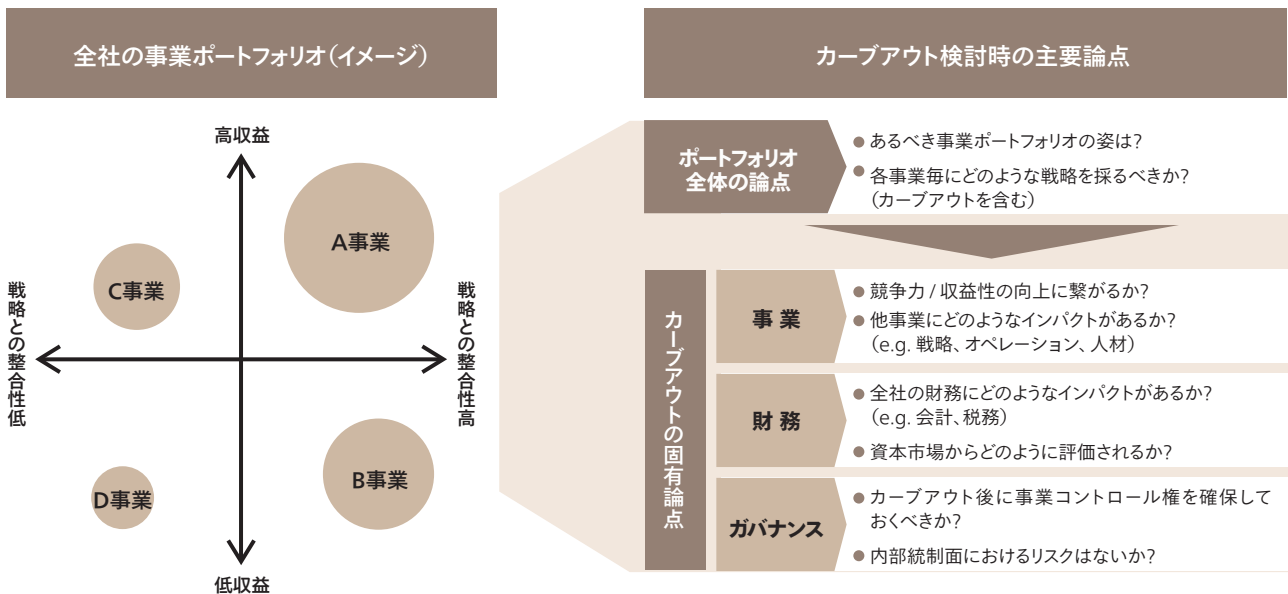 全社の事業ポートフォリオ（イメージ）
高収益
A事業
C事業
戦略との整合性低
戦略との整合性高
B事業
D事業
低収益
カーブアウト検討時の主要論点
ポートフォリオ
全体の論点
● あるべき事業ポートフォリオの姿は？
● 各事業毎にどのような戦略を採るべきか？
（カーブアウトを含む）
カーブアウトの固有論点
事業
● 競争力 / 収益性の向上に繋がるか？
● 他事業にどのようなインパクトがあるか？
（e.g. 戦略、オペレーション、人材）
財務
● 全社の財務にどのようなインパクトがあるか？
（e.g. 会計、税務）
● 資本市場からどのように評価されるか？
ガバナンス
● カーブアウト後に事業コントロール権を確保して
おくべきか？
● 内部統制面におけるリスクはないか？